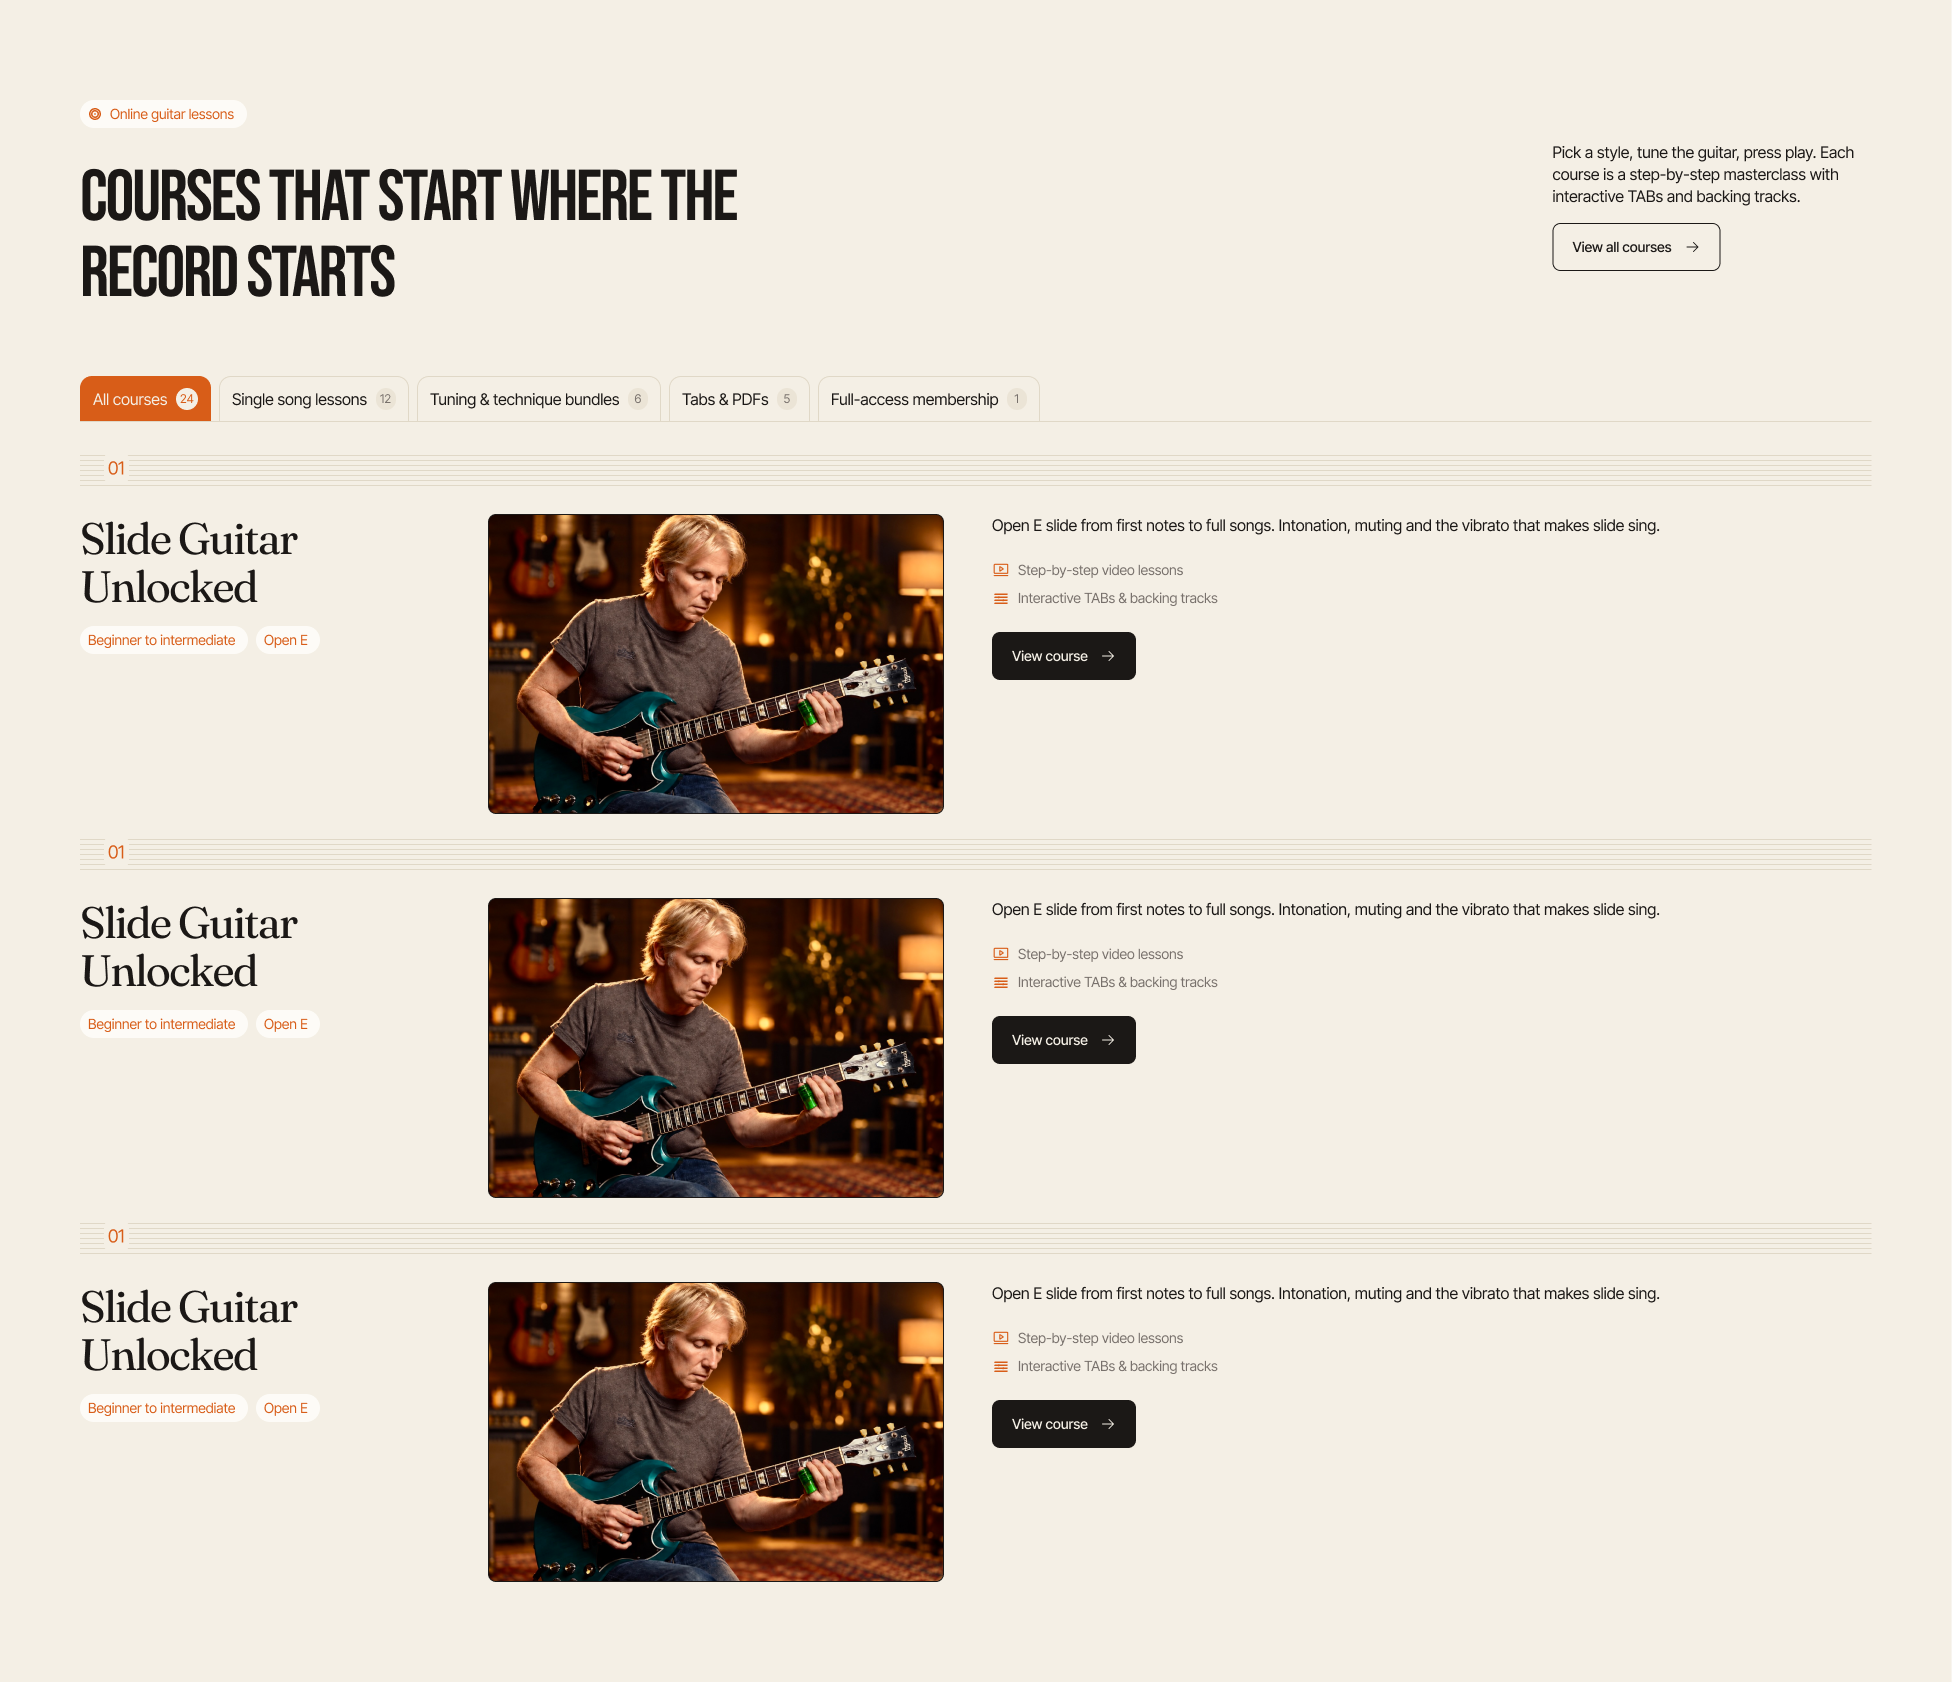 Online guitar lessons
COURSES THAT START WHERE THE
RECORD STARTS
Pick a style, tune the guitar, press play. Each
course is a step-by-step masterclass with
interactive TABs and backing tracks.
View all courses
All courses 24 Single song lessons 12 Tuning & technique bundles 6 Tabs & PDFs 5 Full-access membership 1
01
Slide Guitar
Unlocked
Beginner to intermediate Open E
Open E slide from first notes to full songs. Intonation, muting and the vibrato that makes slide sing.
Step-by-step video lessons
Interactive TABs & backing tracks
View course
01
Slide Guitar
Unlocked
Beginner to intermediate Open E
Open E slide from first notes to full songs. Intonation, muting and the vibrato that makes slide sing.
Step-by-step video lessons
Interactive TABs & backing tracks
View course
01
Slide Guitar
Unlocked
Beginner to intermediate Open E
Open E slide from first notes to full songs. Intonation, muting and the vibrato that makes slide sing.
Step-by-step video lessons
Interactive TABs & backing tracks
View course